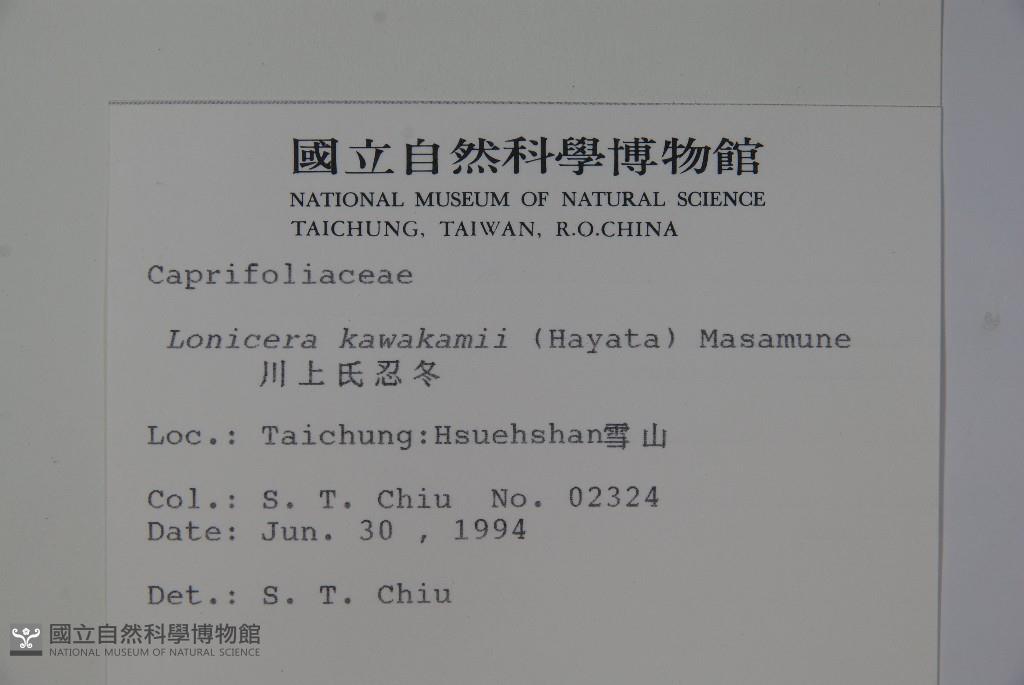 國立自然科學博物館
NATIONAL MUSEUM OF NATURAL SCIENCE
TAICHUNG, TAIWAN, R.O.CHINA
Caprifoliaceae
Lonicera kawakamii (Hayata) Masamune
川上氏忍冬
Loc.: Taichung:Hsuehshan雪山
Col.: S. T. Chiu No. 02324
Date: Jun. 30 , 1994
Det.: S. T. Chiu
國立自然科學博物館
NATIONAL MUSEUM OF NATURAL SCIENCE